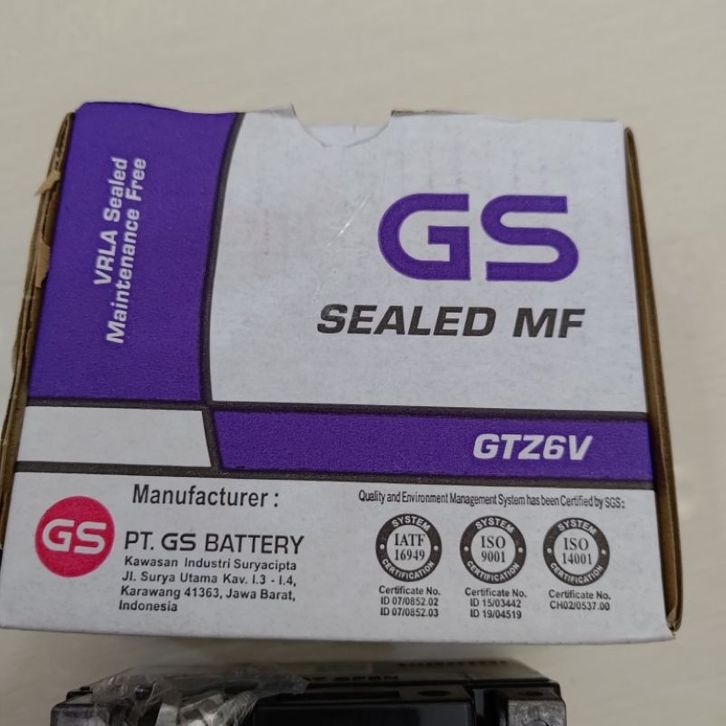 VRLA Sealed
Maintenance Free
GS
SEALED MF
GTZ6V
Manufacturer :
GS
PT. GS BATTERY
Kawasan Industri Suryacipta
Jl. Surya Utama Kav. I.3 - I.4,
Karawang 41363, Jawa Barat,
Indonesia
Quality and Environment Management System has been Certified by SGS:
SYSTEM
IATF
16949
CERTIFICATION
Certificate No.
ID 07/0852.02
ID 07/0852.03
SYSTEM
ISO
9001
CERTIFICATION
Certificate No.
ID 15/03442
ID 19/04519
SYSTEM
ISO
14001
CERTIFICATION
Certificate No.
CH02/0537.00